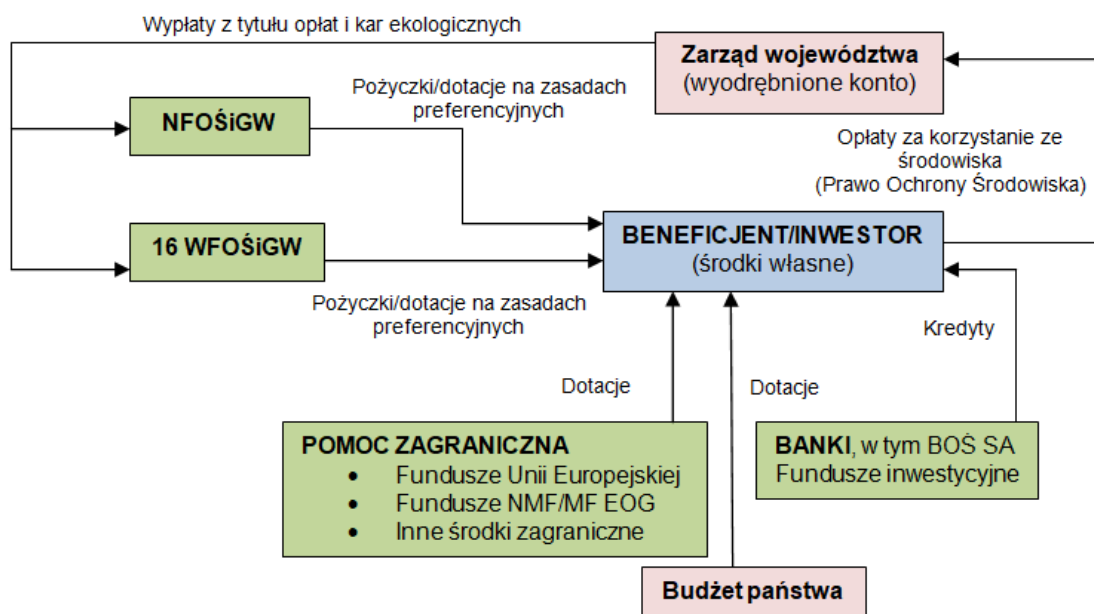 Wypłaty z tytułu opłat i kar ekologicznych
Zarząd województwa
(wyodrębnione konto)
Pożyczki/dotacje na zasadach
preferencyjnych
NFOŚiGW
Opłaty za korzystanie ze
środowiska
(Prawo Ochrony Środowiska)
16 WFOŚiGW
BENEFICJENT/INWESTOR
(środki własne)
Pożyczki/dotacje na zasadach
preferencyjnych
Kredyty
Dotacje
Dotacje
POMOC ZAGRANICZNA
• Fundusze Unii Europejskiej
• Fundusze NMF/MF EOG
• Inne środki zagraniczne
BANKI, w tym BOŚ SA
Fundusze inwestycyjne
Budżet państwa